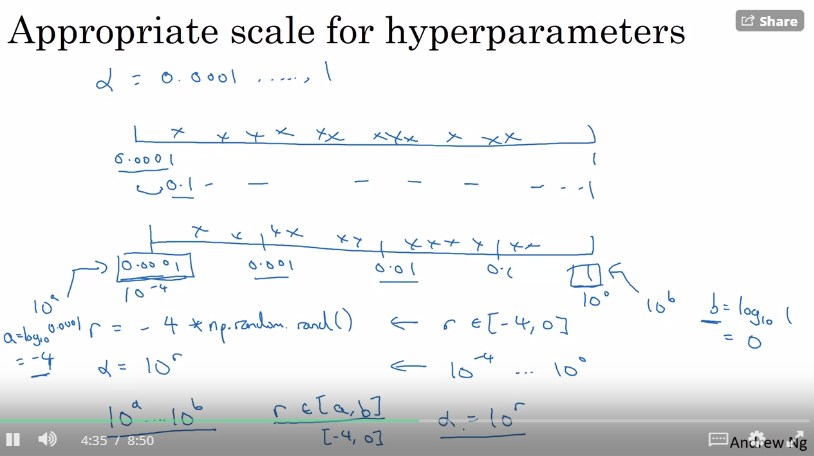 Share
Appropriate scale for hyperparameters
α = 0.0001 ....., 1
0.0001 1
0.1 - — — — — - - - -1
0.0001 0.001 0.01 0.1 1
10^-4 10^0
10^a 10^b b = log10 1
= 0
a = log10 0.0001
= -4
r = -4 * np.random.rand() ← r ∈ [-4, 0]
α = 10^r ← 10^-4 ... 10^0
10^a ... 10^b r ∈ [a, b] α = 10^r
[-4, 0]
4:35 / 8:50
Andrew Ng